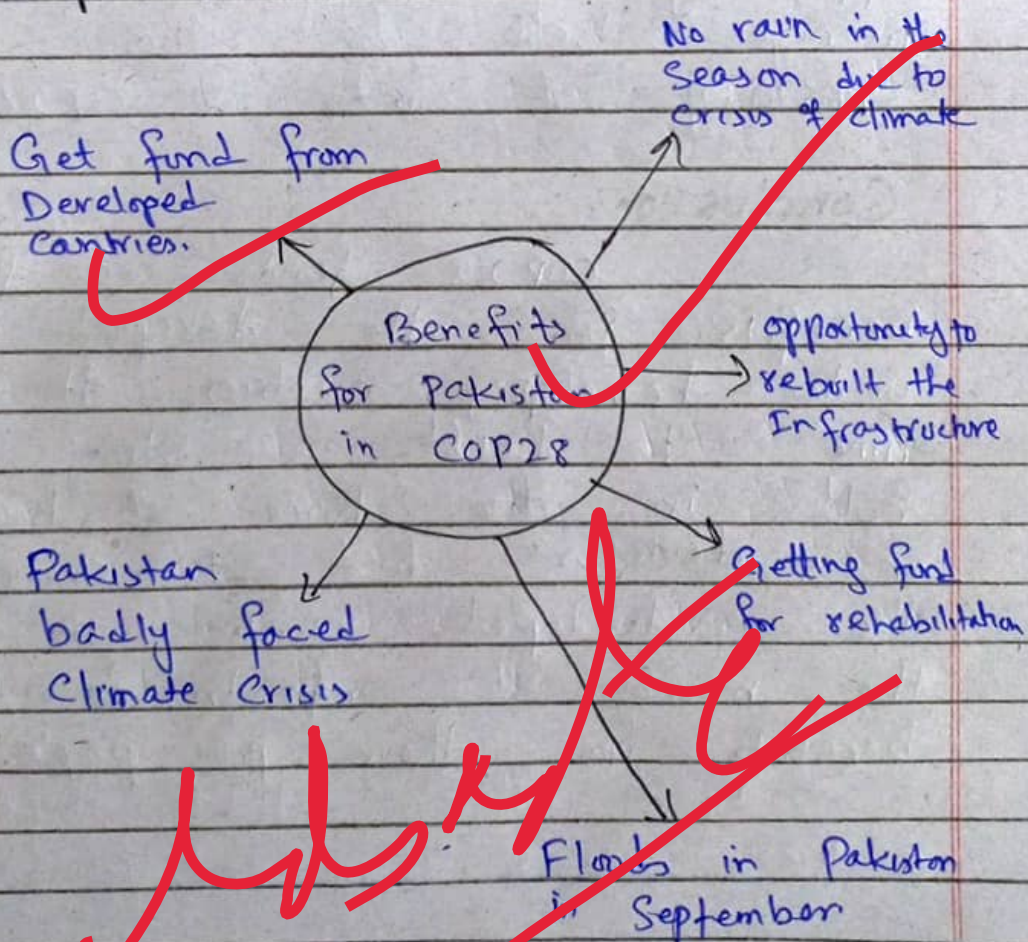 No rain in the
Season due to
Crisis of Climate
Get fund from
Developed
Cantries.
Benefits
for Pakistan
in COP28
opportunety to
rebuilt the
Infrastructure
Getting fund
for rehabilitation
Pakistan
badly faced
Climate Crisis
Floods in Pakistan
in September